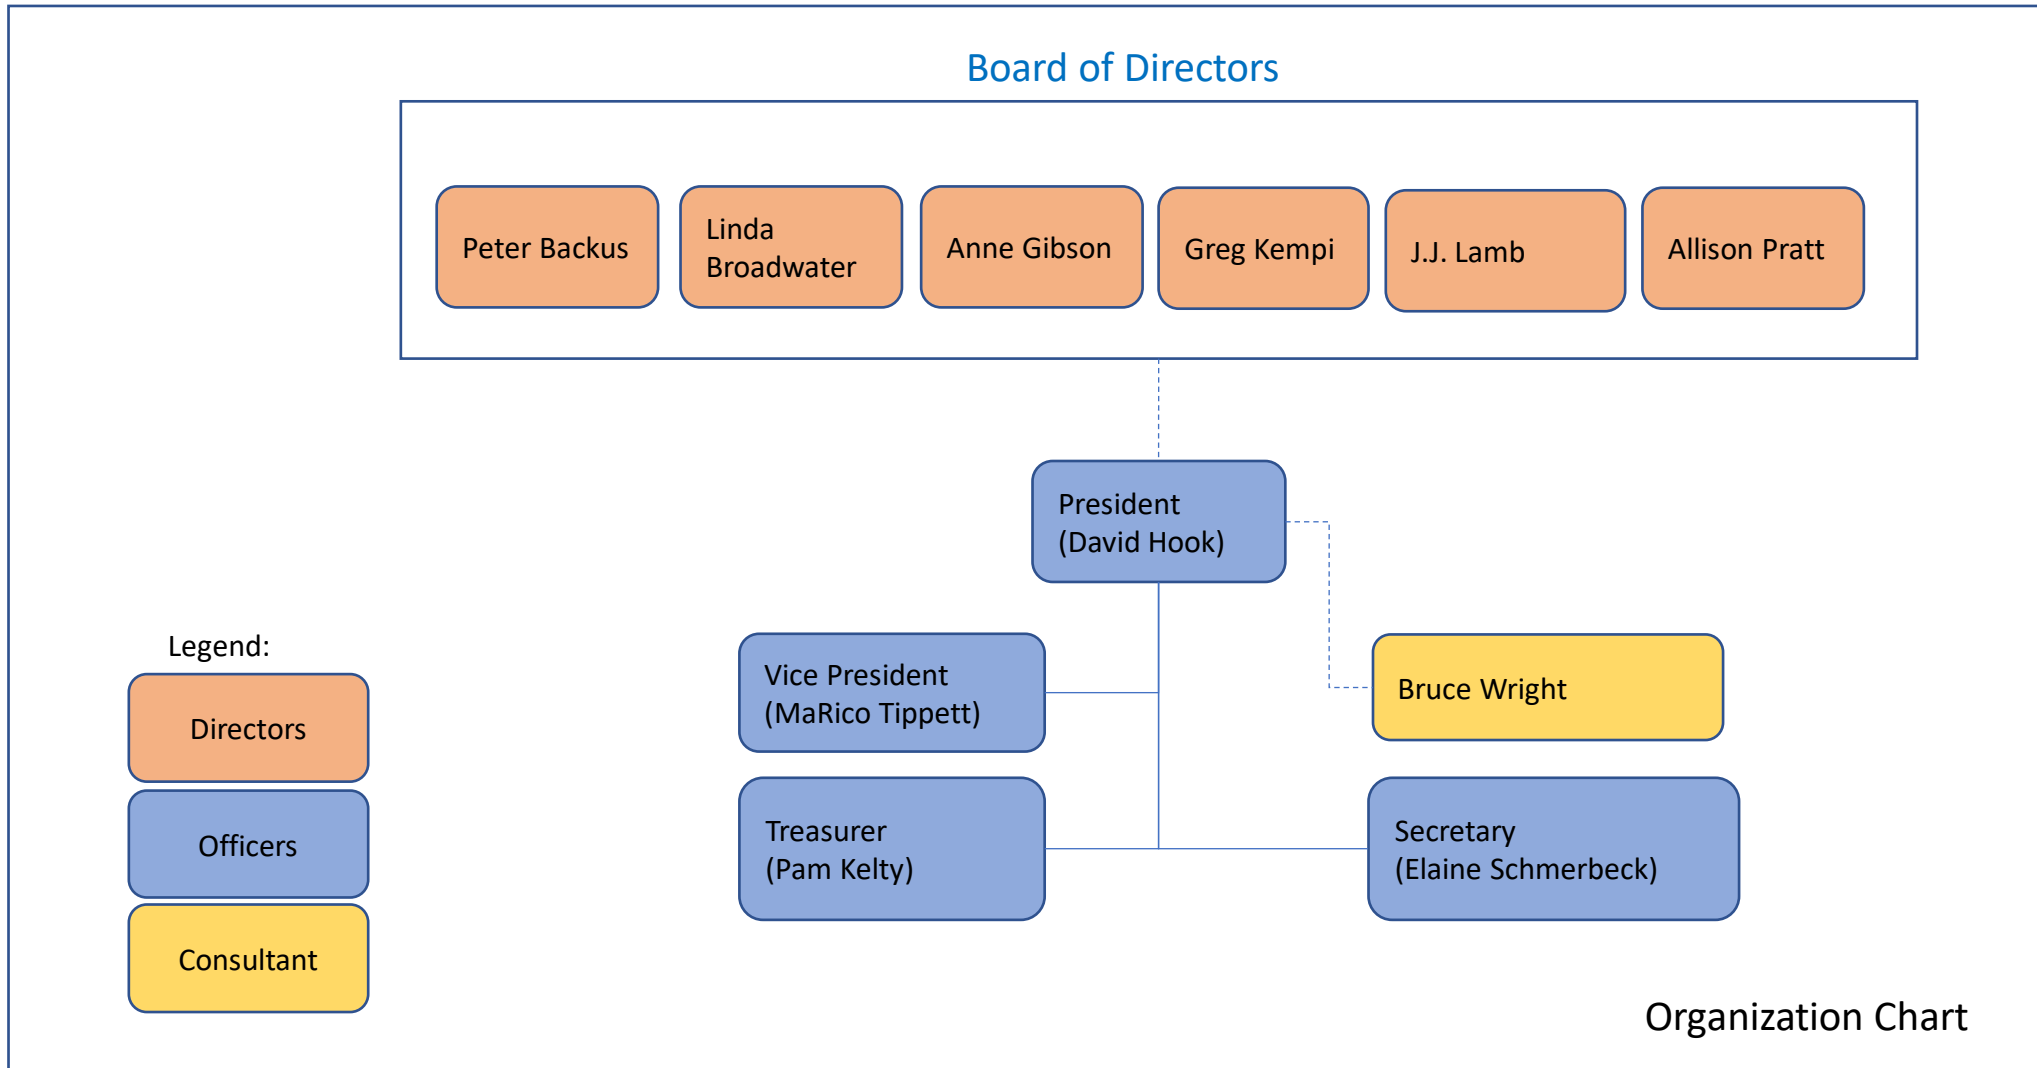 Board of Directors
Peter Backus
Linda
Broadwater
Anne Gibson
Greg Kempi
J.J. Lamb
Allison Pratt
President
(David Hook)
Legend:
Vice President
(MaRico Tippett)
Bruce Wright
Directors
Treasurer
(Pam Kelty)
Secretary
(Elaine Schmerbeck)
Officers
Consultant
Organization Chart